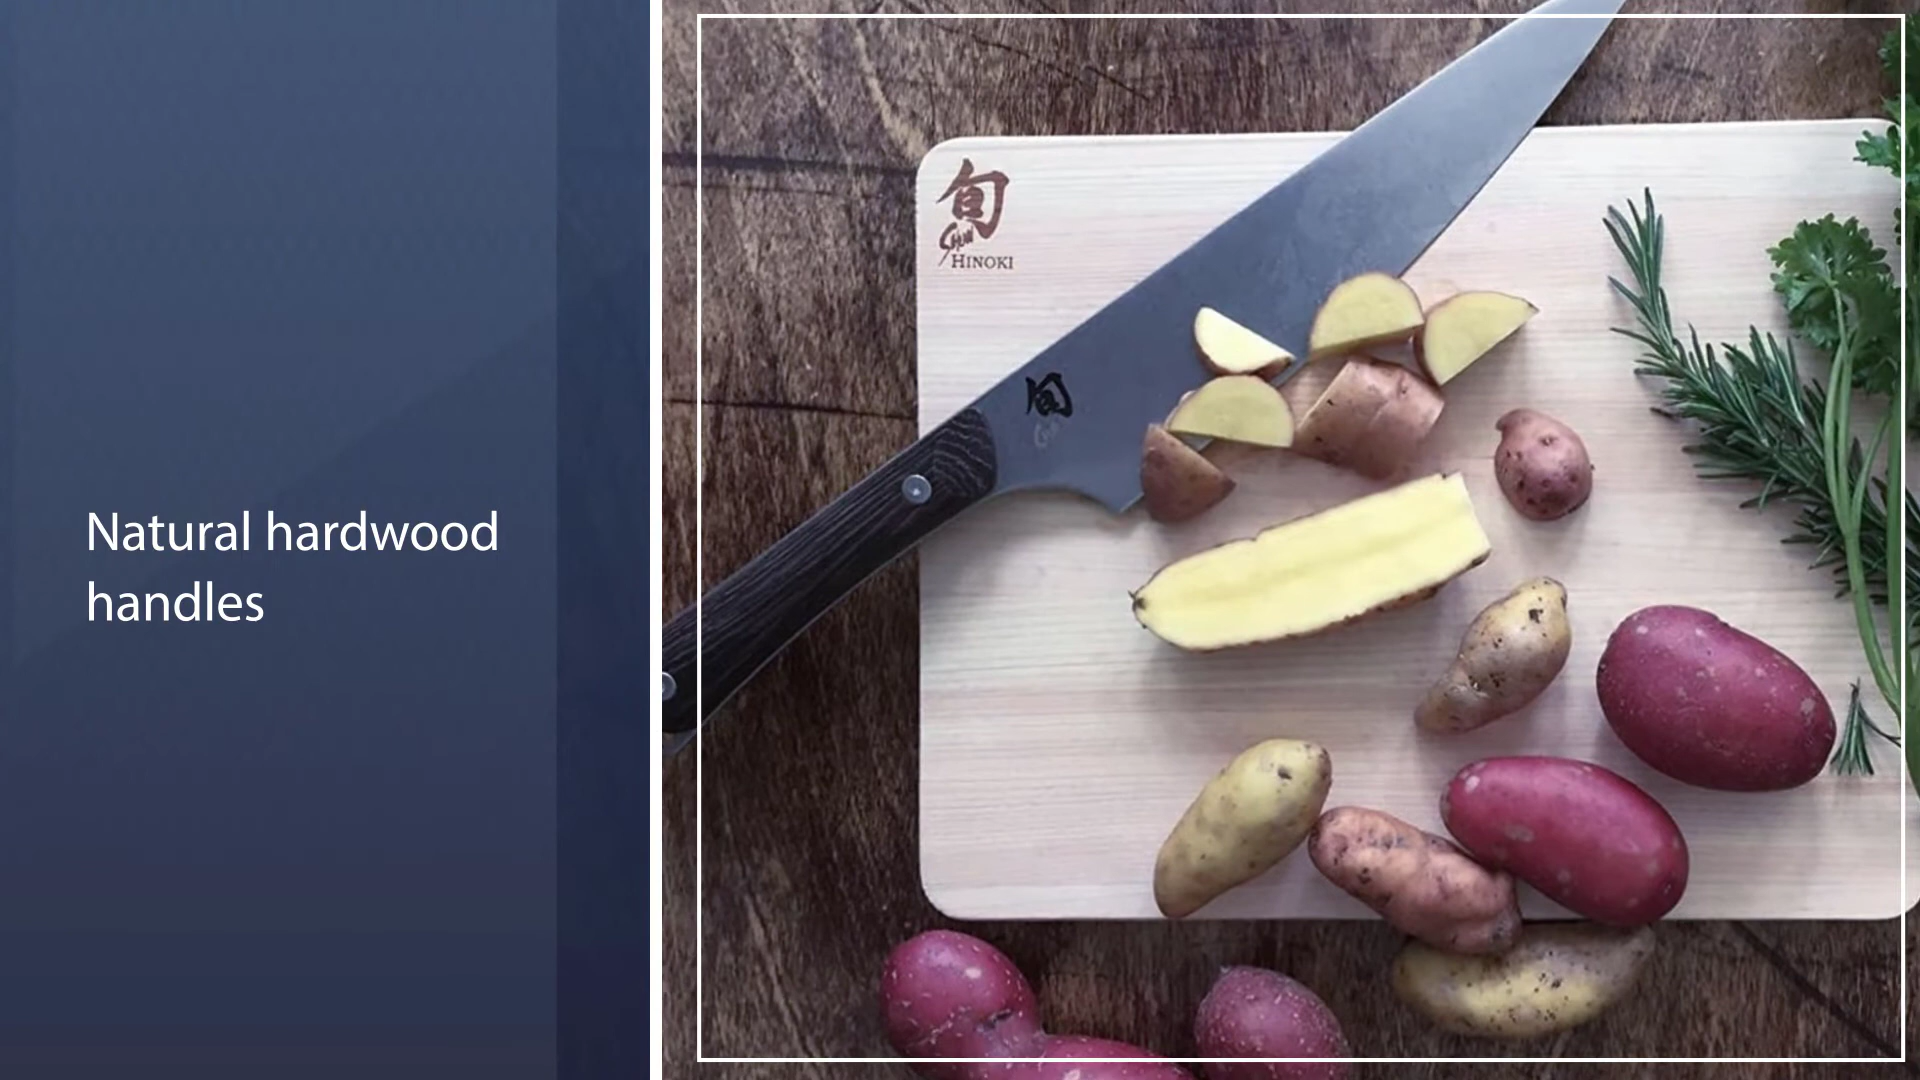 Natural hardwood
handles
旬
Shun
HINOKI
旬